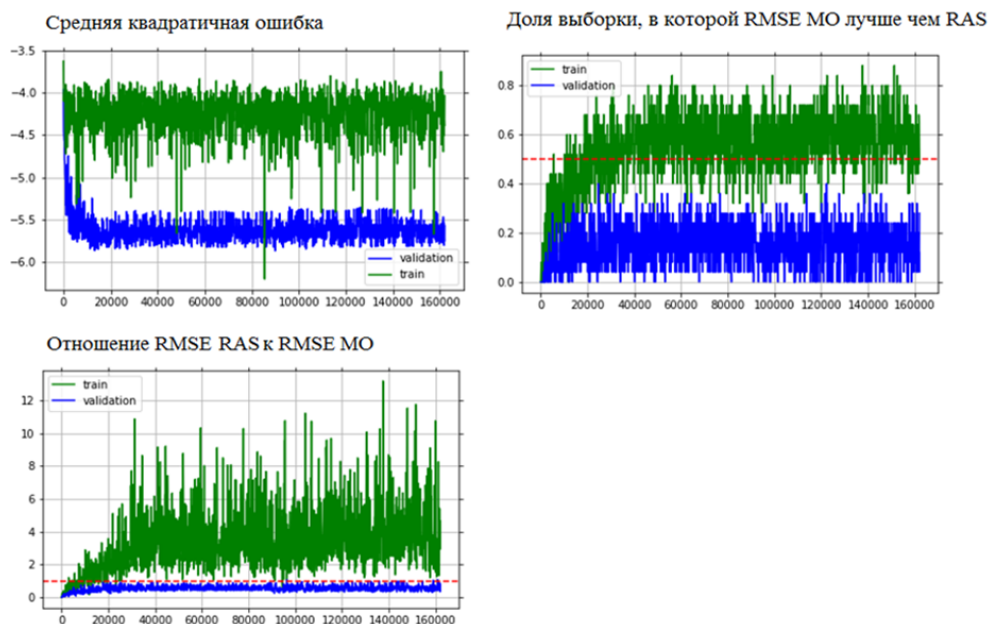 Средняя квадратичная ошибка
−3.5
−4.0
−4.5
−5.0
−5.5
−6.0
validation
train
0 20000 40000 60000 80000 100000 120000 140000 160000
Доля выборки, в которой RMSE MO лучше чем RAS
train
validation
0.8
0.6
0.4
0.2
0.0
0 20000 40000 60000 80000 100000 120000 140000 160000
Отношение RMSE RAS к RMSE MO
train
validation
12
10
8
6
4
2
0
0 20000 40000 60000 80000 100000 120000 140000 160000